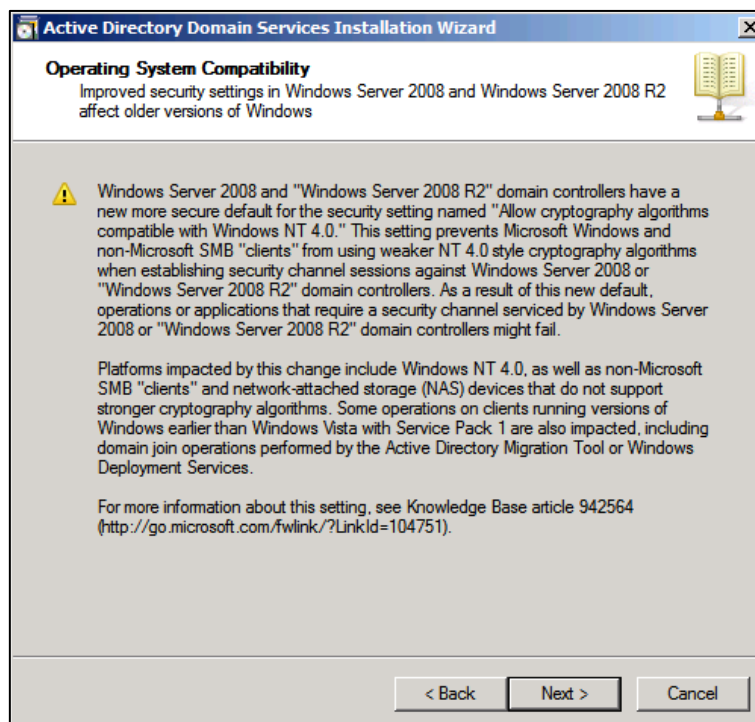 Active Directory Domain Services Installation Wizard
Operating System Compatibility
Improved security settings in Windows Server 2008 and Windows Server 2008 R2
affect older versions of Windows
Windows Server 2008 and "Windows Server 2008 R2" domain controllers have a
new more secure default for the security setting named "Allow cryptography algorithms
compatible with Windows NT 4.0." This setting prevents Microsoft Windows and
non-Microsoft SMB "clients" from using weaker NT 4.0 style cryptography algorithms
when establishing security channel sessions against Windows Server 2008 or
"Windows Server 2008 R2" domain controllers. As a result of this new default,
operations or applications that require a security channel serviced by Windows Server
2008 or "Windows Server 2008 R2" domain controllers might fail.
Platforms impacted by this change include Windows NT 4.0, as well as non-Microsoft
SMB "clients" and network-attached storage (NAS) devices that do not support
stronger cryptography algorithms. Some operations on clients running versions of
Windows earlier than Windows Vista with Service Pack 1 are also impacted, including
domain join operations performed by the Active Directory Migration Tool or Windows
Deployment Services.
For more information about this setting, see Knowledge Base article 942564
(http://go.microsoft.com/fwlink/?LinkId=104751).
< Back Next > Cancel